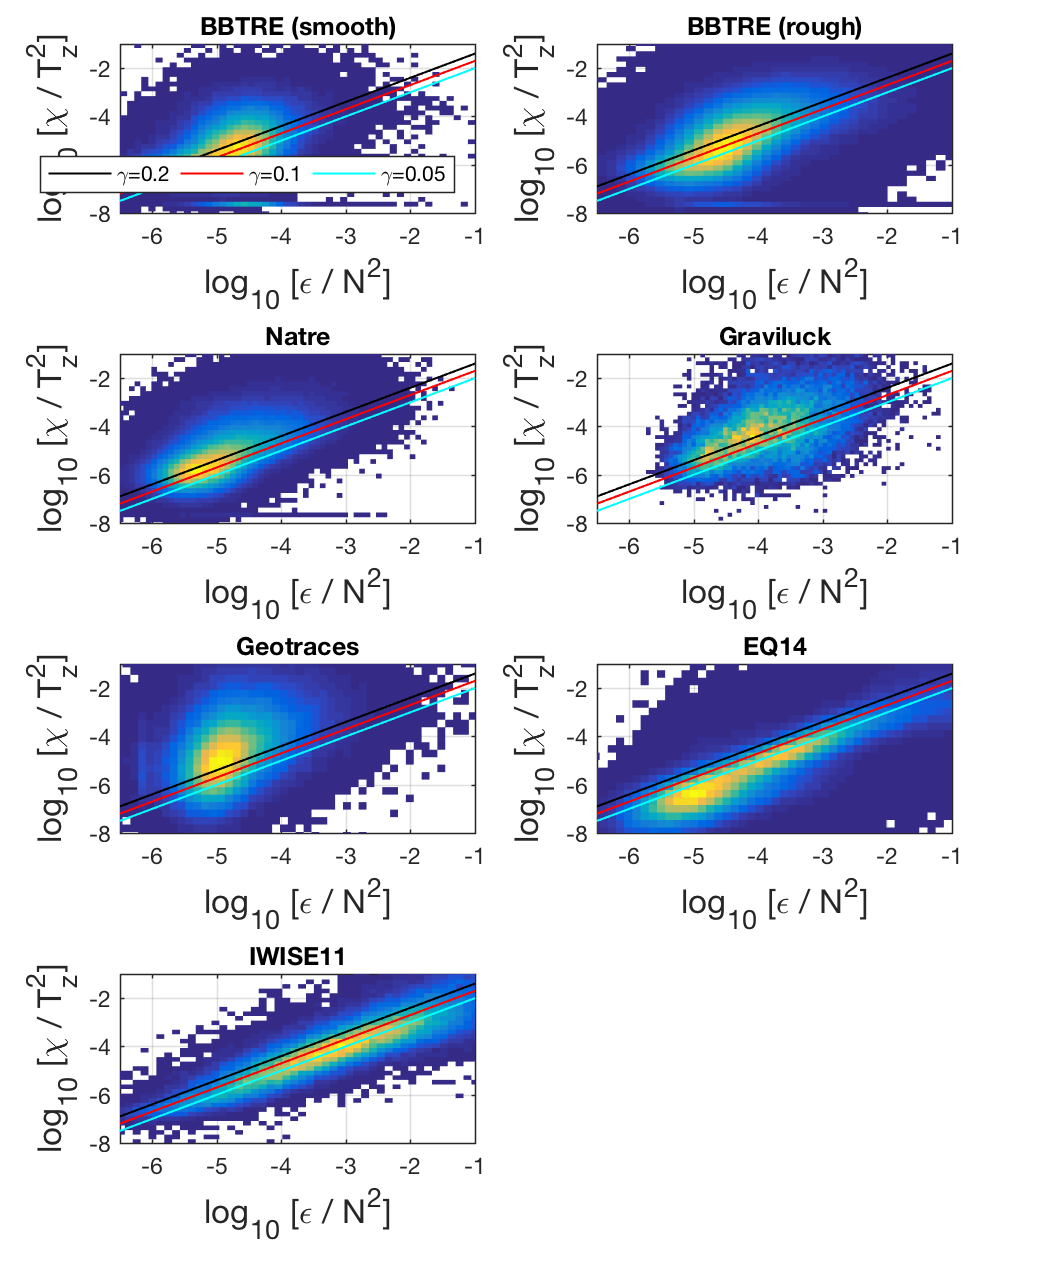 BBTRE (smooth)
-2
-4
-8
γ=0.2 γ=0.1 γ=0.05
-6 -5 -4 -3 -2 -1
log10 [ϵ / N2]
BBTRE (rough)
log10 [χ / Tz2]
-2
-4
-6
-8
-6 -5 -4 -3 -2 -1
log10 [ϵ / N2]
Natre
log10 [χ / Tz2]
-2
-4
-6
-8
-6 -5 -4 -3 -2 -1
log10 [ϵ / N2]
Graviluck
log10 [χ / Tz2]
-2
-4
-6
-8
-6 -5 -4 -3 -2 -1
log10 [ϵ / N2]
Geotraces
log10 [χ / Tz2]
-2
-4
-6
-8
-6 -5 -4 -3 -2 -1
log10 [ϵ / N2]
EQ14
log10 [χ / Tz2]
-2
-4
-6
-8
-6 -5 -4 -3 -2 -1
log10 [ϵ / N2]
IWISE11
log10 [χ / Tz2]
-2
-4
-6
-8
-6 -5 -4 -3 -2 -1
log10 [ϵ / N2]